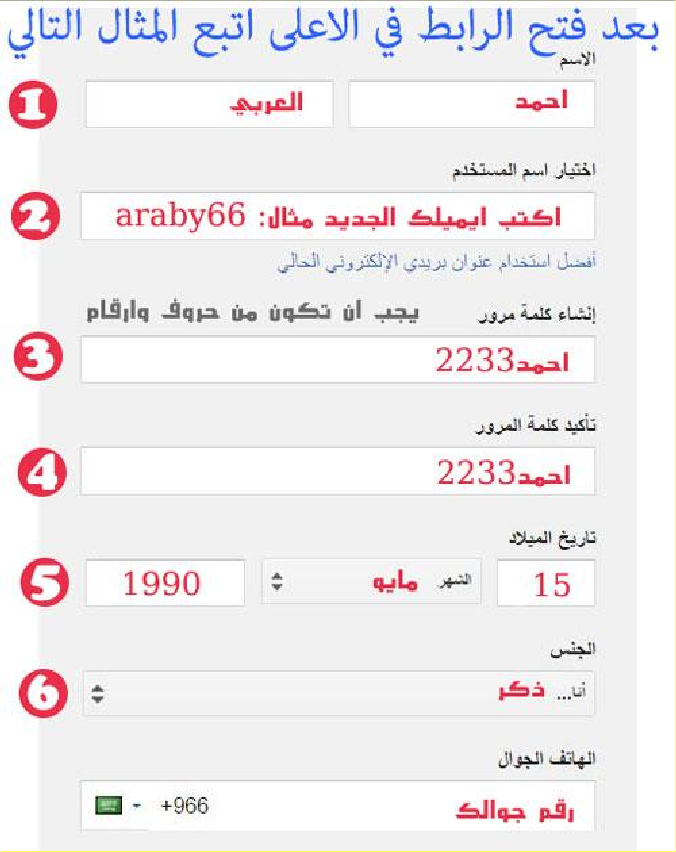 بعد فتح الرابط في الاعلى اتبع المثال التالي
الاسم
1 احمد العربي
اختيار اسم المستخدم
2 اكتب ايميلك الجديد مثال: araby66
أفضل استخدام عنوان بريدي الإلكتروني الحالي
إنشاء كلمة مرور يجب ان تكون من حروف وارقام
3 احمد2233
تأكيد كلمة المرور
4 احمد2233
تاريخ الميلاد
5 15 الشهر مايو 1990
الجنس
6 أنا... ذكر
الهاتف الجوال
رقم جوالك +966